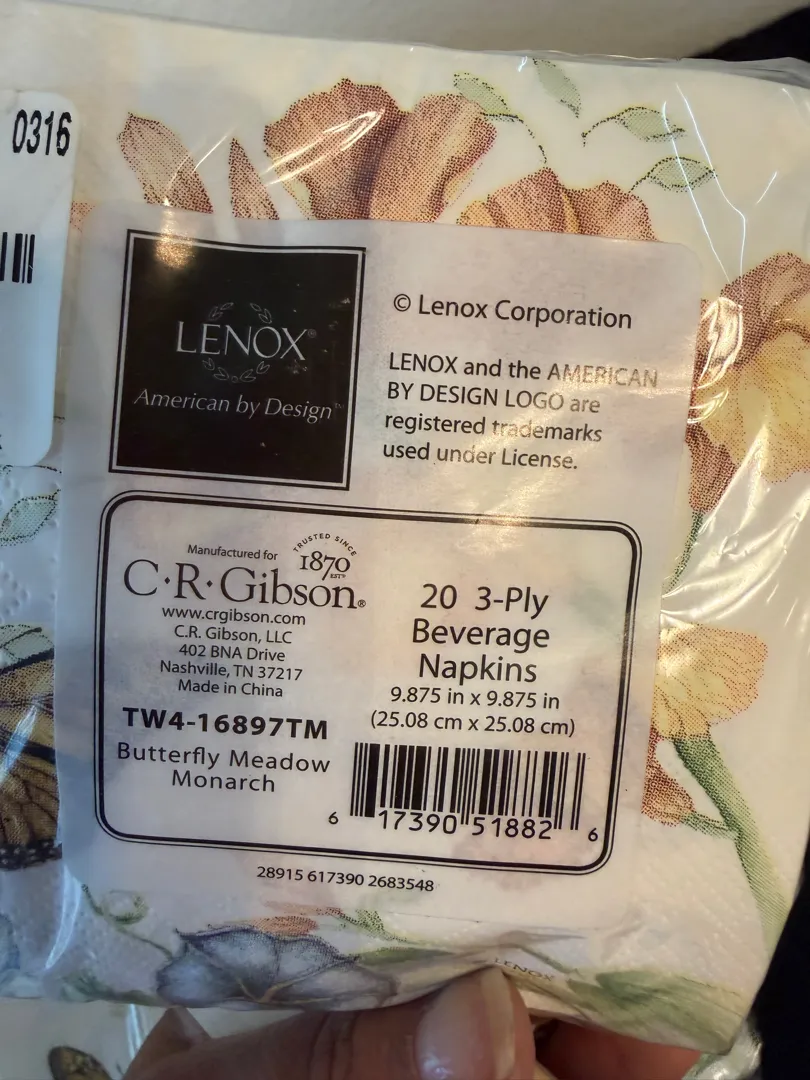 0316
LENOX®
American by Design™
© Lenox Corporation
LENOX and the AMERICAN
BY DESIGN LOGO are
registered trademarks
used under License.
Manufactured for
TRUSTED SINCE
1870
EST®
C·R·Gibson®
www.crgibson.com
C.R. Gibson, LLC
402 BNA Drive
Nashville, TN 37217
Made in China
TW4-16897TM
Butterfly Meadow
Monarch
20 3-Ply
Beverage
Napkins
9.875 in x 9.875 in
(25.08 cm x 25.08 cm)
6 17390 51882 6
28915 617390 2683548
LENOX